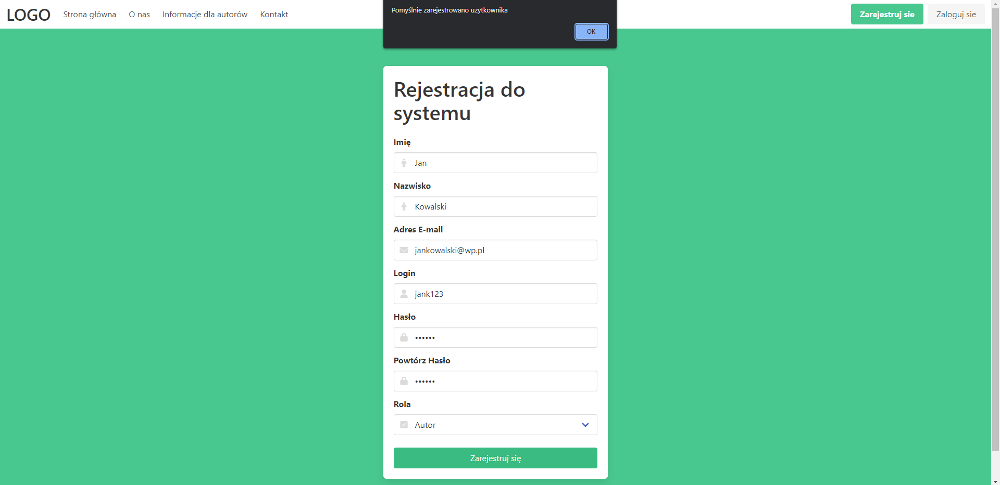 LOGO
Strona główna
O nas
Informacje dla autorów
Kontakt
Pomyślnie zarejestrowano użytkownika
OK
Zarejestruj sie
Zaloguj sie
Rejestracja do
systemu
Imię
Jan
Nazwisko
Kowalski
Adres E-mail
jankowalski@wp.pl
Login
jank123
Hasło
••••••
Powtórz Hasło
••••••
Rola
Autor
Zarejestruj się